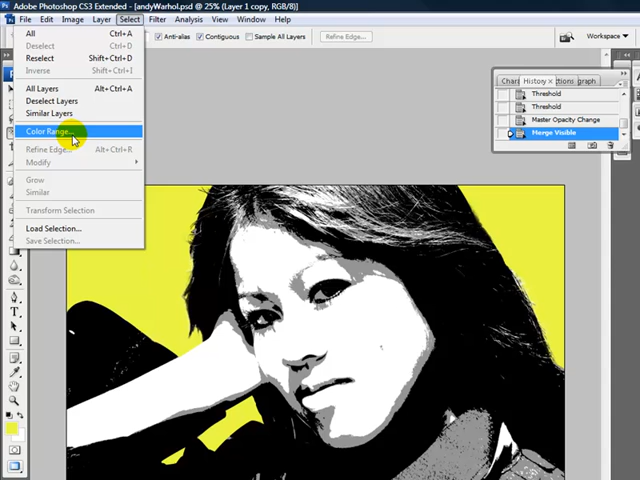 Adobe Photoshop CS3 Extended - [andyWarhol.psd @ 25% (Layer 1 copy, RGB/8)]
File Edit Image Layer Select Filter Analysis View Window Help
Anti-alias Contiguous Sample All Layers Refine Edge... Workspace
All Ctrl+A
Deselect Ctrl+D
Reselect Shift+Ctrl+D
Inverse Shift+Ctrl+I
All Layers Alt+Ctrl+A
Deselect Layers
Similar Layers
Color Range...
Refine Edge... Alt+Ctrl+R
Modify
Grow
Similar
Transform Selection
Load Selection...
Save Selection...
Chara History ctions graph
Threshold
Threshold
Master Opacity Change
Merge Visible